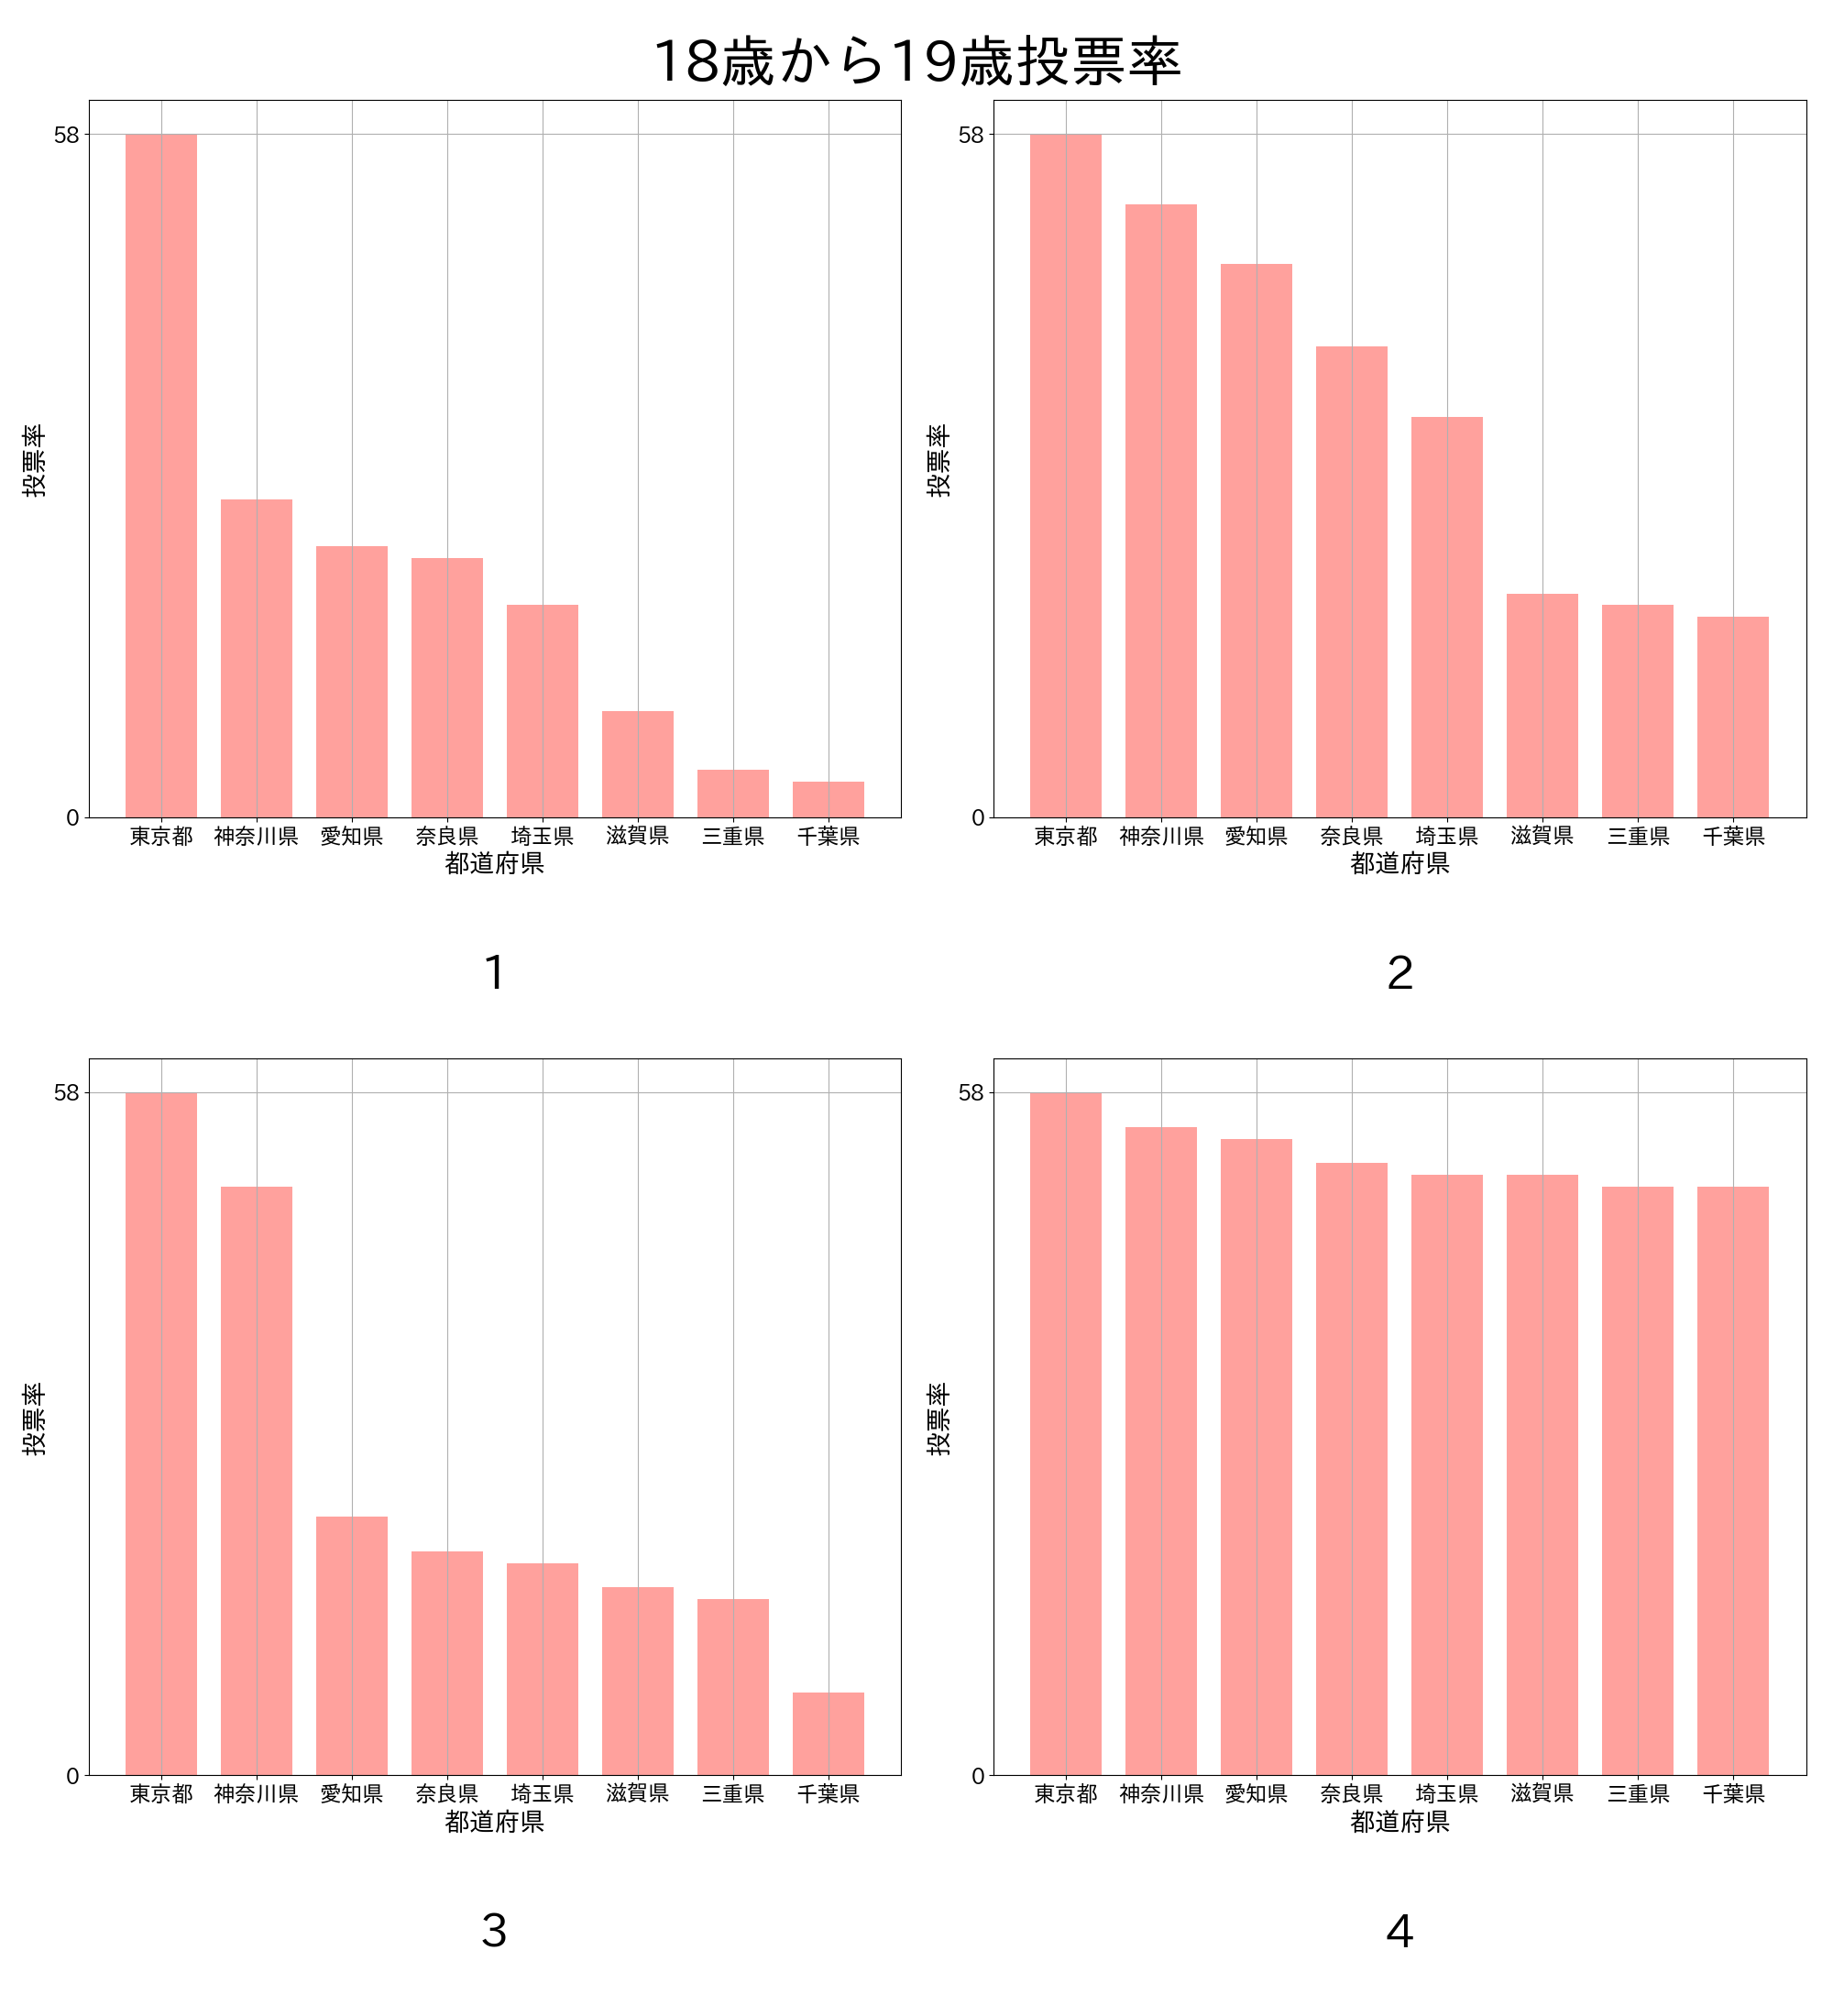 18歳から19歳投票率
58
0
投票率
東京都 神奈川県 愛知県 奈良県 埼玉県 滋賀県 三重県 千葉県
都道府県
1
58
0
投票率
東京都 神奈川県 愛知県 奈良県 埼玉県 滋賀県 三重県 千葉県
都道府県
2
58
0
投票率
東京都 神奈川県 愛知県 奈良県 埼玉県 滋賀県 三重県 千葉県
都道府県
3
58
0
投票率
東京都 神奈川県 愛知県 奈良県 埼玉県 滋賀県 三重県 千葉県
都道府県
4